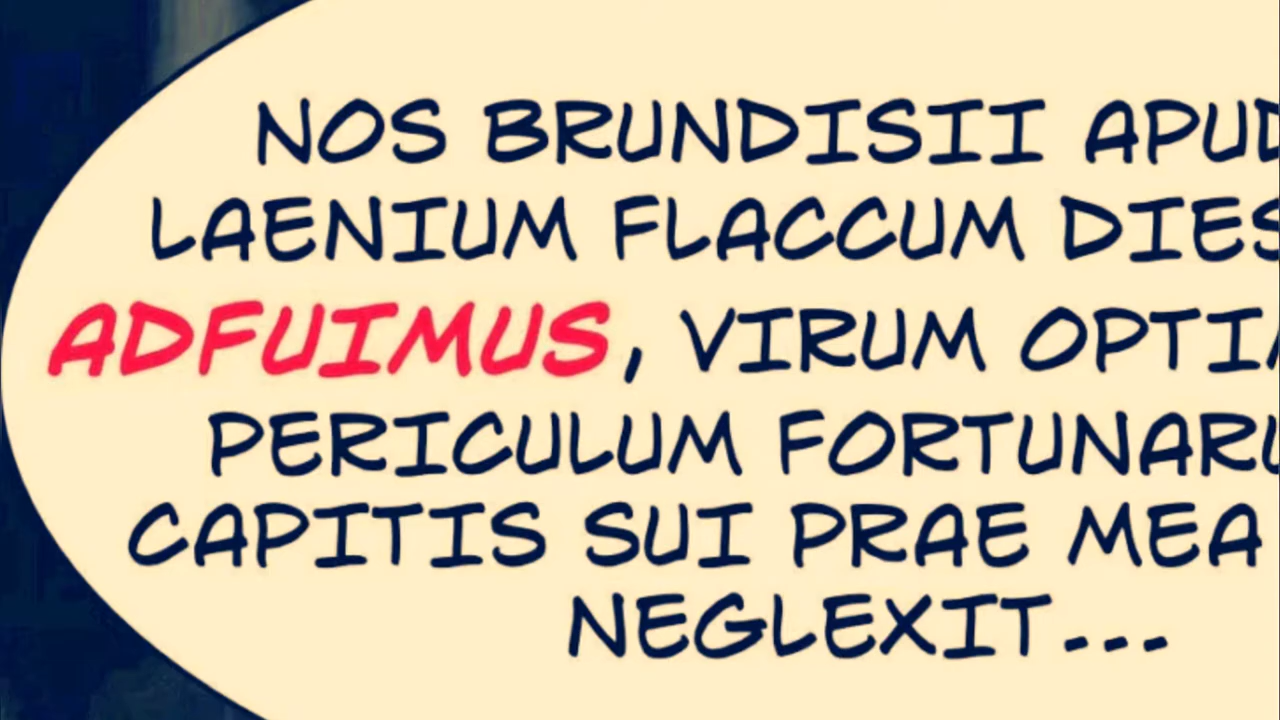 NOS BRUNDISII APUD
LAENIUM FLACCUM DIES
ADFUIMUS, VIRUM OPTI
PERICULUM FORTUNARU
CAPITIS SUI PRAE MEA
NEGLEXIT...